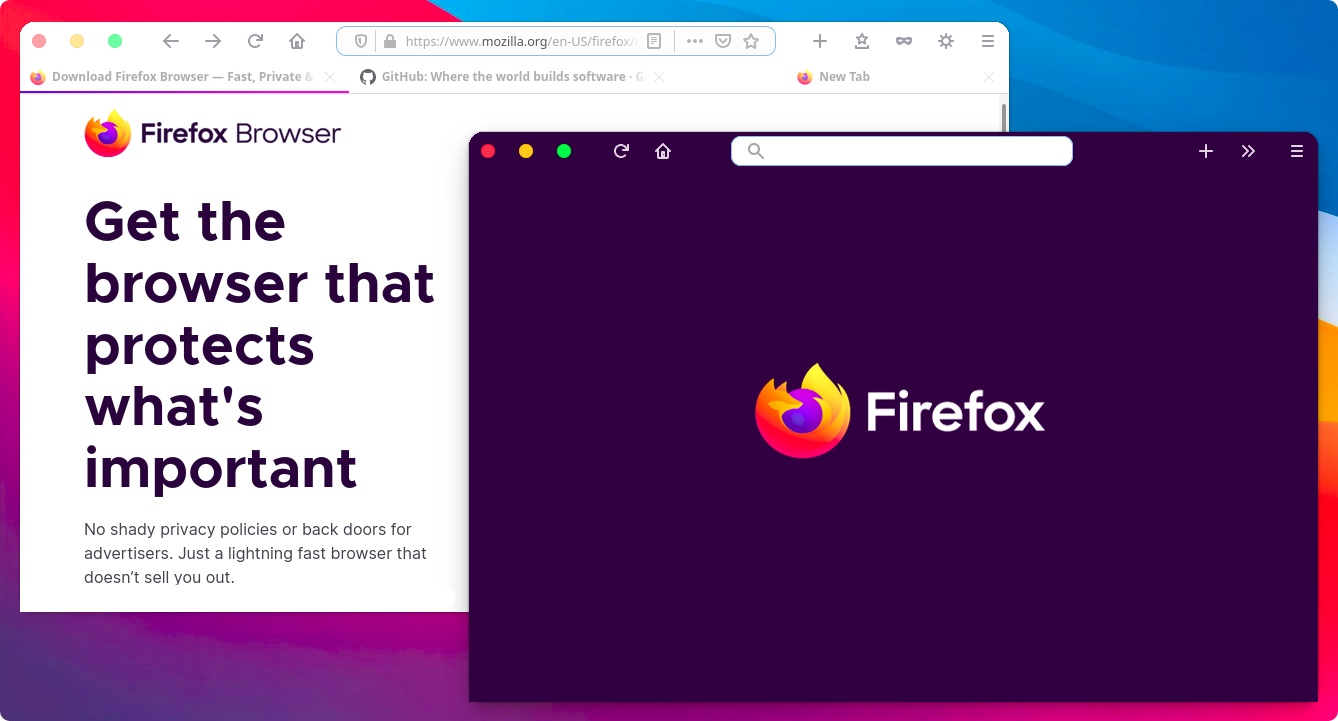 https://www.mozilla.org/en-US/firefox/
Download Firefox Browser — Fast, Private &
GitHub: Where the world builds software · G
New Tab
Firefox Browser
Get the
browser that
protects
what's
important
No shady privacy policies or back doors for
advertisers. Just a lightning fast browser that
doesn’t sell you out.
Firefox